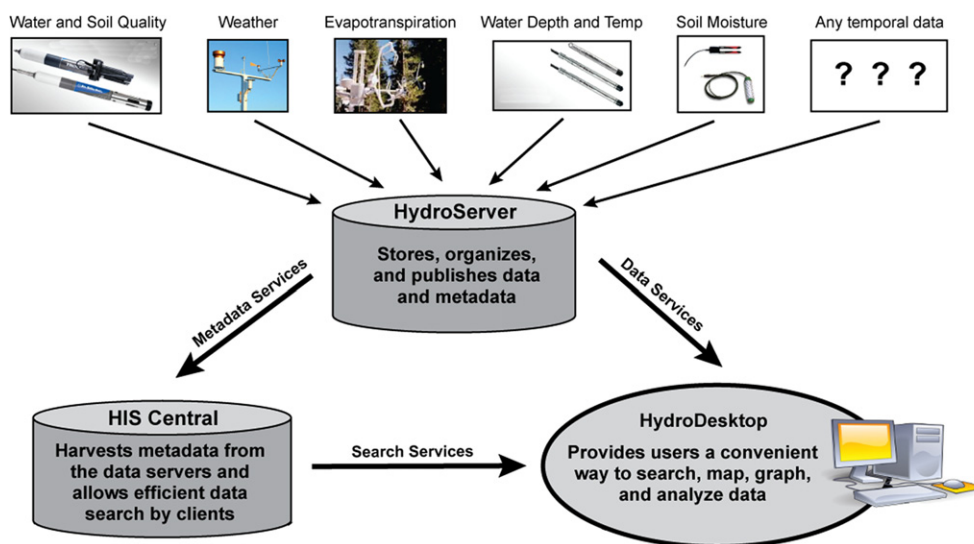 Water and Soil Quality
Weather
Evapotranspiration
Water Depth and Temp
Soil Moisture
Any temporal data
? ? ?
HydroServer
Stores, organizes,
and publishes data
and metadata
Metadata Services
Data Services
HIS Central
Harvests metadata from
the data servers and
allows efficient data
search by clients
Search Services
HydroDesktop
Provides users a convenient
way to search, map, graph,
and analyze data